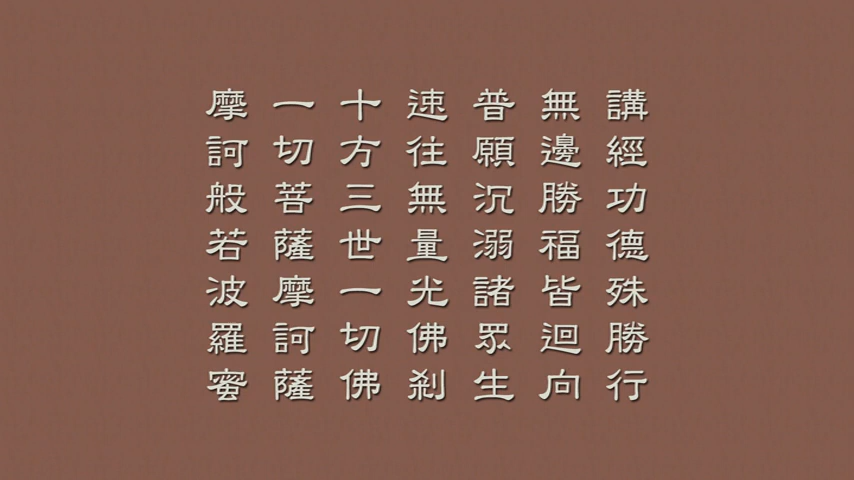 講經功德殊勝行
無邊勝福皆迴向
普願沉溺諸眾生
速往無量光佛剎
十方三世一切佛
一切菩薩摩訶薩
摩訶般若波羅蜜